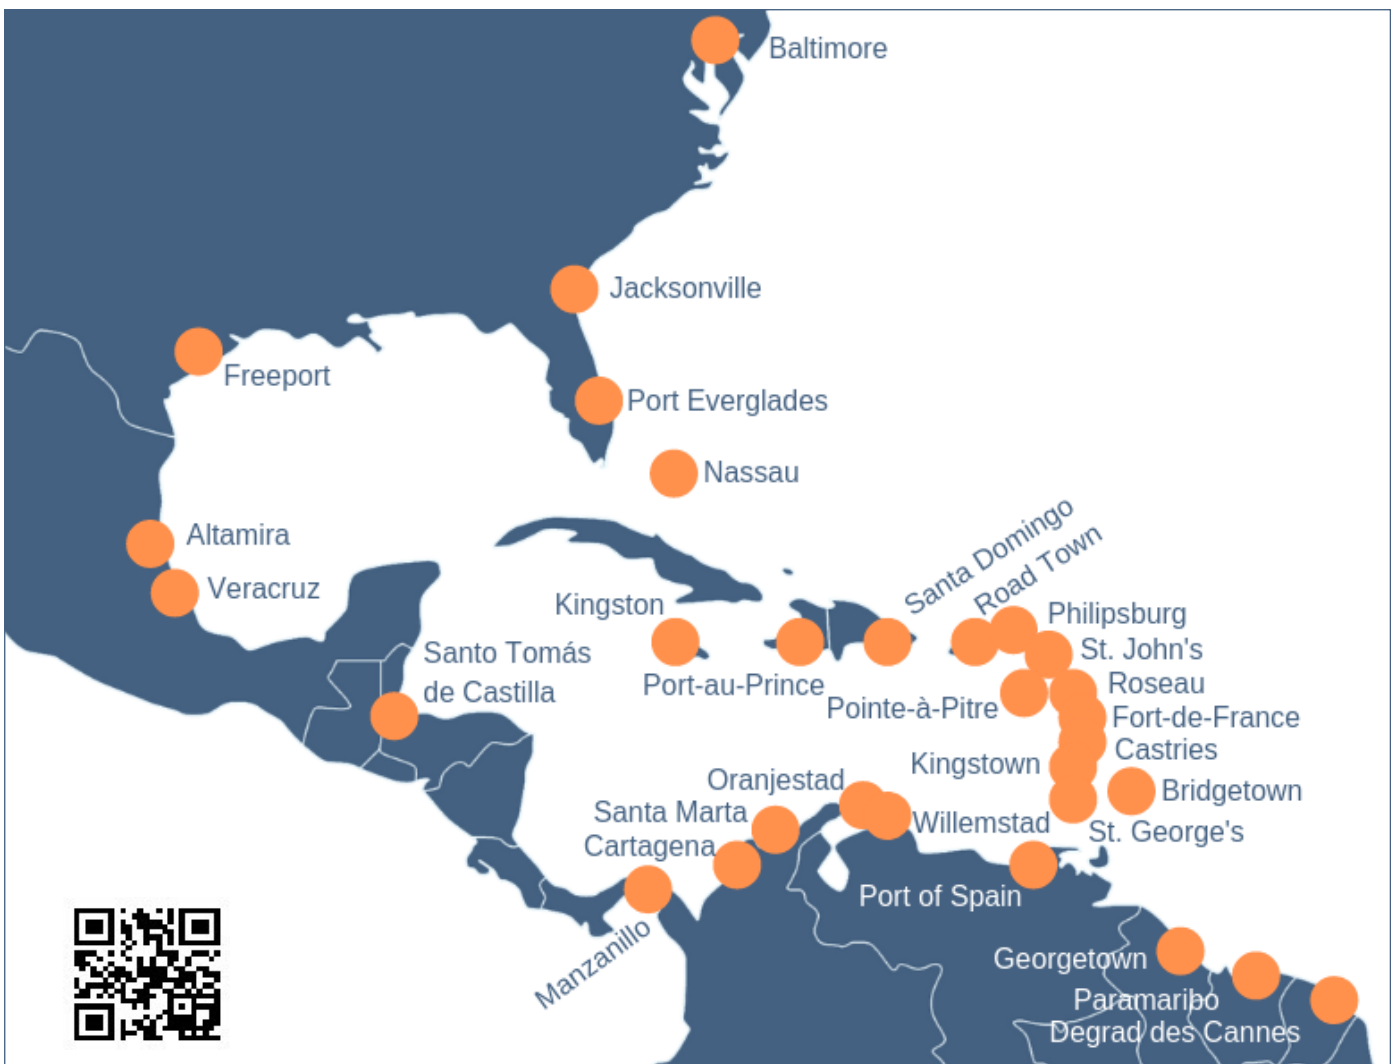 Baltimore
Jacksonville
Freeport
Port Everglades
Nassau
Altamira
Veracruz
Santa Domingo
Road Town
Kingston
Philipsburg
St. John's
Santo Tomás
de Castilla
Port-au-Prince
Roseau
Pointe-à-Pitre
Fort-de-France
Castries
Kingstown
Oranjestad
Bridgetown
Santa Marta
Willemstad
St. George's
Cartagena
Port of Spain
Manzanillo
Georgetown
Paramaribo
Degrad des Cannes